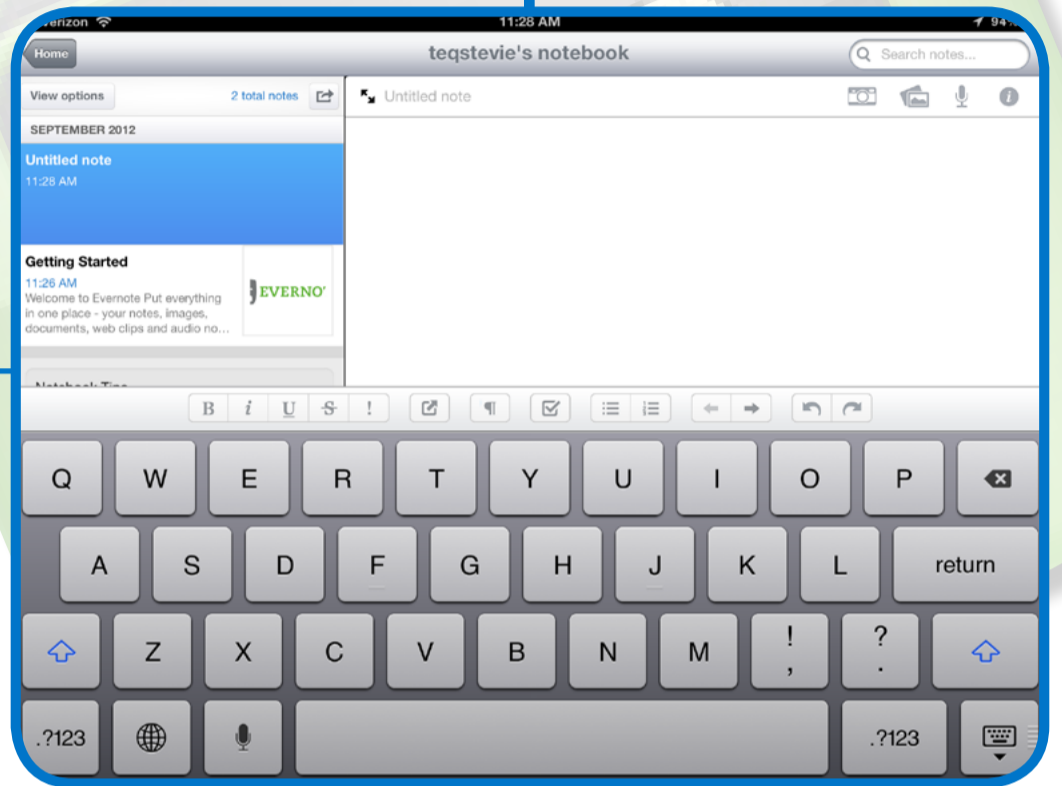 verizon 11:28 AM 94%
Home teqstevie's notebook Search notes...
View options 2 total notes Untitled note
SEPTEMBER 2012
Untitled note
11:28 AM
Getting Started
11:26 AM
Welcome to Evernote Put everything
in one place - your notes, images,
documents, web clips and audio no...
EVERNO
B i U S !
Q W E R T Y U I O P
A S D F G H J K L return
Z X C V B N M ! , ? .
.?123 .?123